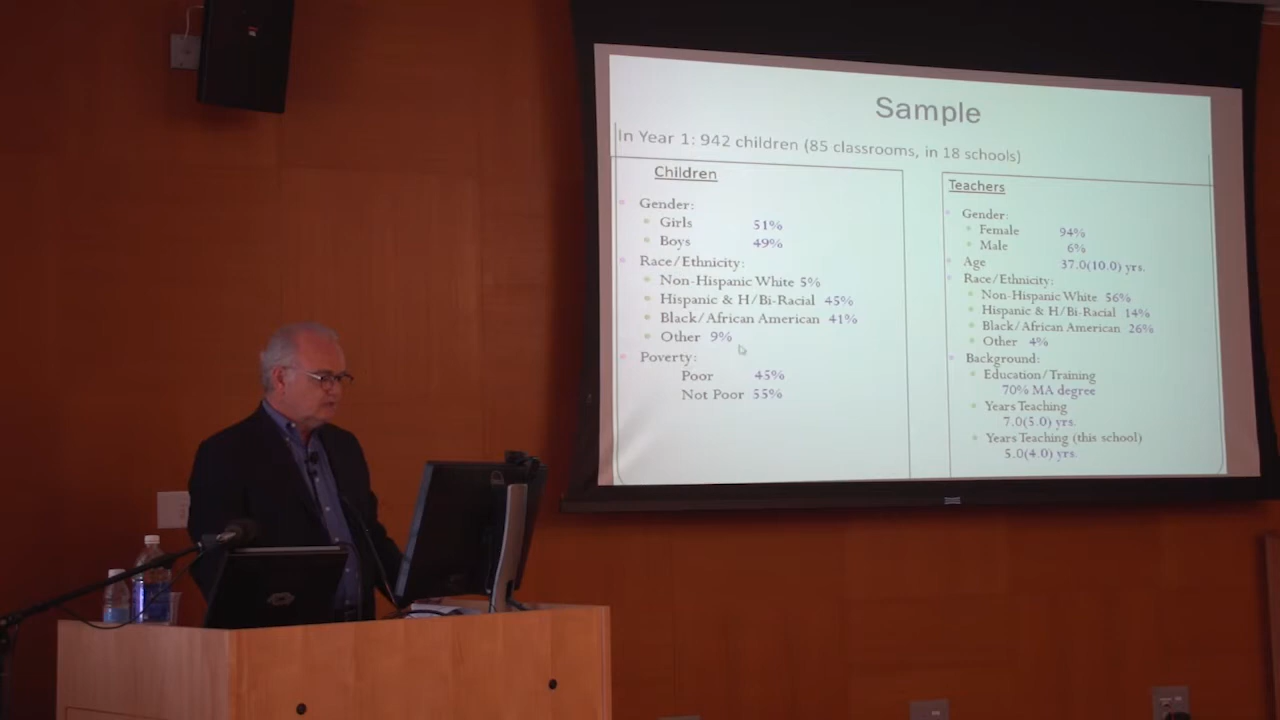 Sample
In Year 1: 942 children (85 classrooms, in 18 schools)
Children
Gender:
Girls 51%
Boys 49%
Race/Ethnicity:
Non-Hispanic White 5%
Hispanic & H/Bi-Racial 45%
Black/African American 41%
Other 9%
Poverty:
Poor 45%
Not Poor 55%
Teachers
Gender:
Female 94%
Male 6%
Age 37.0(10.0) yrs.
Race/Ethnicity:
Non-Hispanic White 56%
Hispanic & H/Bi-Racial 14%
Black/African American 26%
Other 4%
Background:
Education/Training
70% MA degree
Years Teaching
7.0(5.0) yrs.
Years Teaching (this school)
5.0(4.0) yrs.